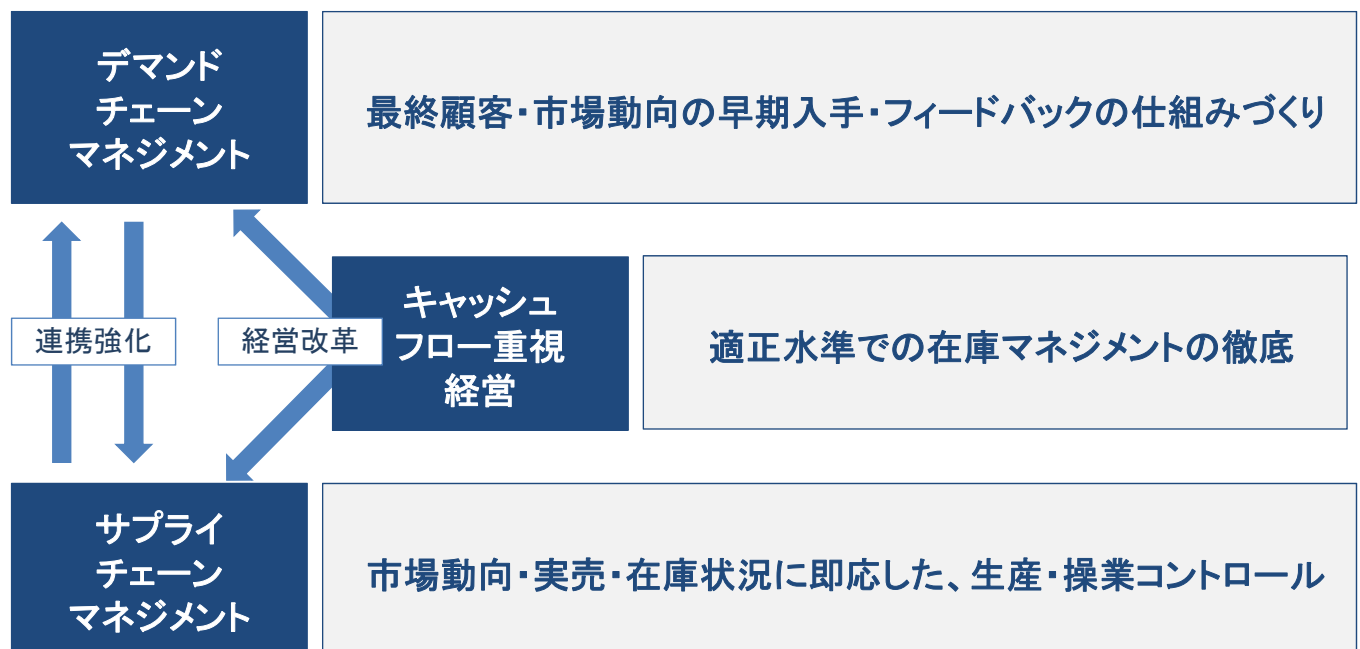 デマンド
チェーン
マネジメント
最終顧客・市場動向の早期入手・フィードバックの仕組みづくり
連携強化
経営改革
キャッシュ
フロー重視
経営
適正水準での在庫マネジメントの徹底
サプライ
チェーン
マネジメント
市場動向・実売・在庫状況に即応した、生産・操業コントロール